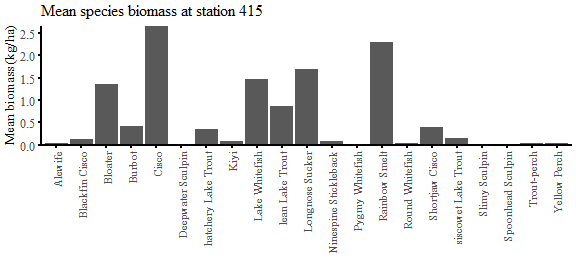 Mean species biomass at station 415
Mean biomass (kg/ha)
2.5
2.0
1.5
1.0
0.5
0.0
Alewife
Blackfin Cisco
Bloater
Burbot
Cisco
Deepwater Sculpin
hatchery Lake Trout
Kiyi
Lake Whitefish
lean Lake Trout
Longnose Sucker
Ninespine Stickleback
Pygmy Whitefish
Rainbow Smelt
Round Whitefish
Shortjaw Cisco
siscowet Lake Trout
Slimy Sculpin
Spoonhead Sculpin
Trout-perch
Yellow Perch